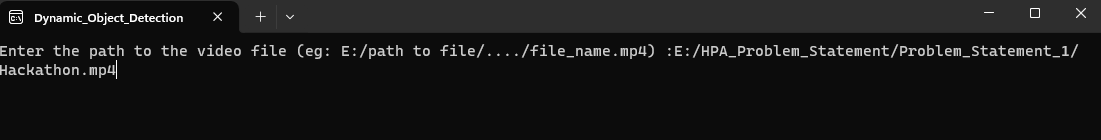 Dynamic_Object_Detection
Enter the path to the video file (eg: E:/path to file/..../file_name.mp4) :E:/HPA_Problem_Statement/Problem_Statement_1/
Hackathon.mp4